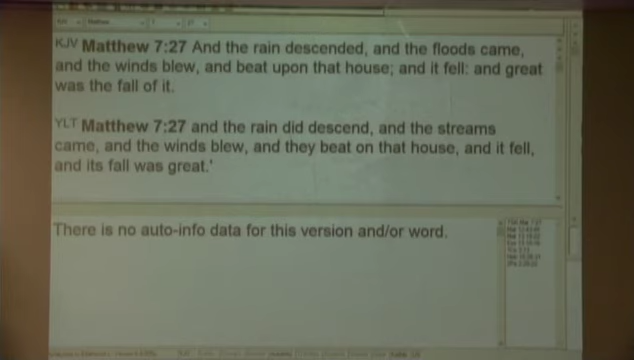 KJV Matthew 7:27 And the rain descended, and the floods came,
and the winds blew, and beat upon that house; and it fell: and great
was the fall of it.
YLT Matthew 7:27 and the rain did descend, and the streams
came, and the winds blew, and they beat on that house, and it fell,
and its fall was great.'
There is no auto-info data for this version and/or word.